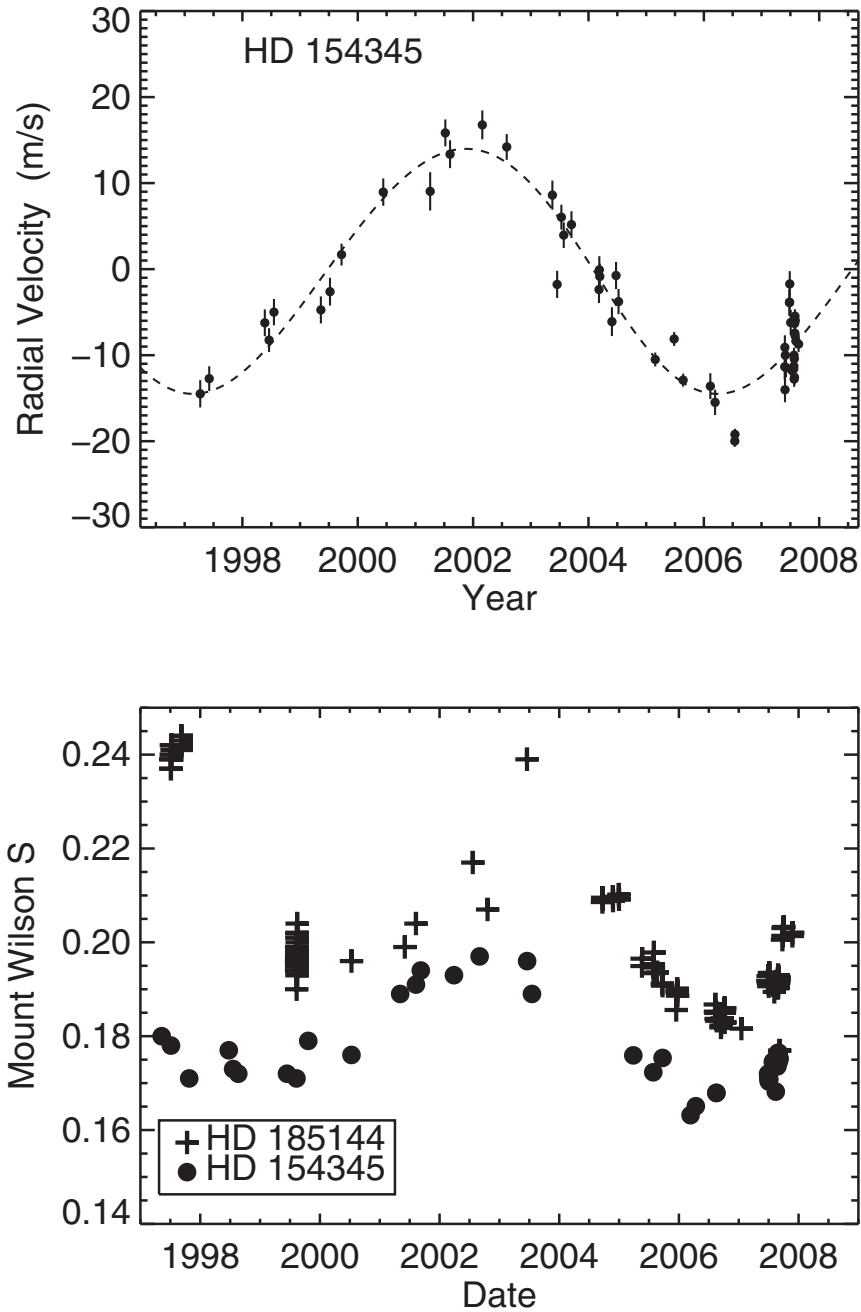 HD 154345
30
20
10
0
−10
−20
−30
Radial Velocity (m/s)
1998 2000 2002 2004 2006 2008
Year
0.24
0.22
0.20
0.18
0.16
0.14
Mount Wilson S
HD 185144
HD 154345
1998 2000 2002 2004 2006 2008
Date